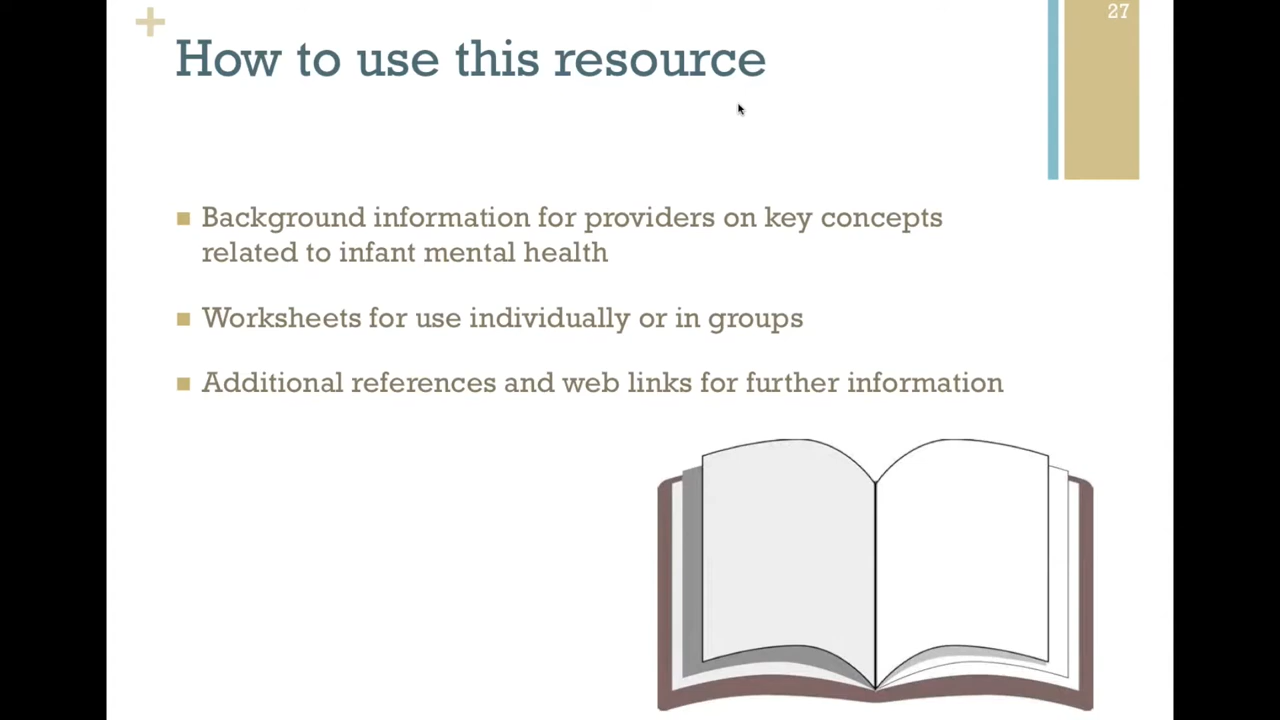 27
How to use this resource
Background information for providers on key concepts
related to infant mental health
Worksheets for use individually or in groups
Additional references and web links for further information